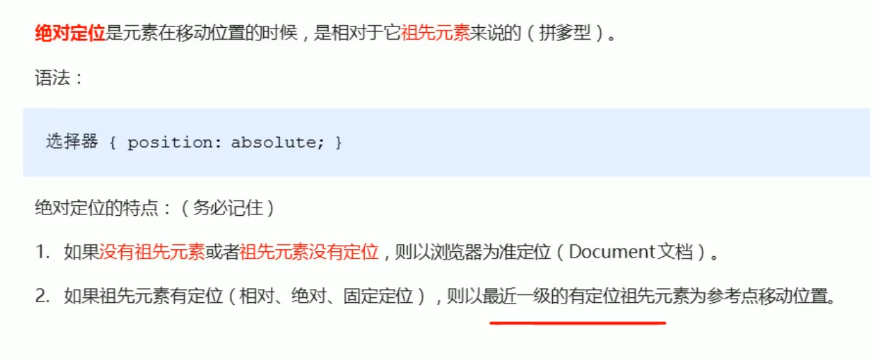 绝对定位是元素在移动位置的时候，是相对于它祖先元素来说的（拼爹型）。
语法：
选择器 { position: absolute; }
绝对定位的特点：（务必记住）
1. 如果没有祖先元素或者祖先元素没有定位，则以浏览器为准定位（Document文档）。
2. 如果祖先元素有定位（相对、绝对、固定定位），则以最近一级的有定位祖先元素为参考点移动位置。